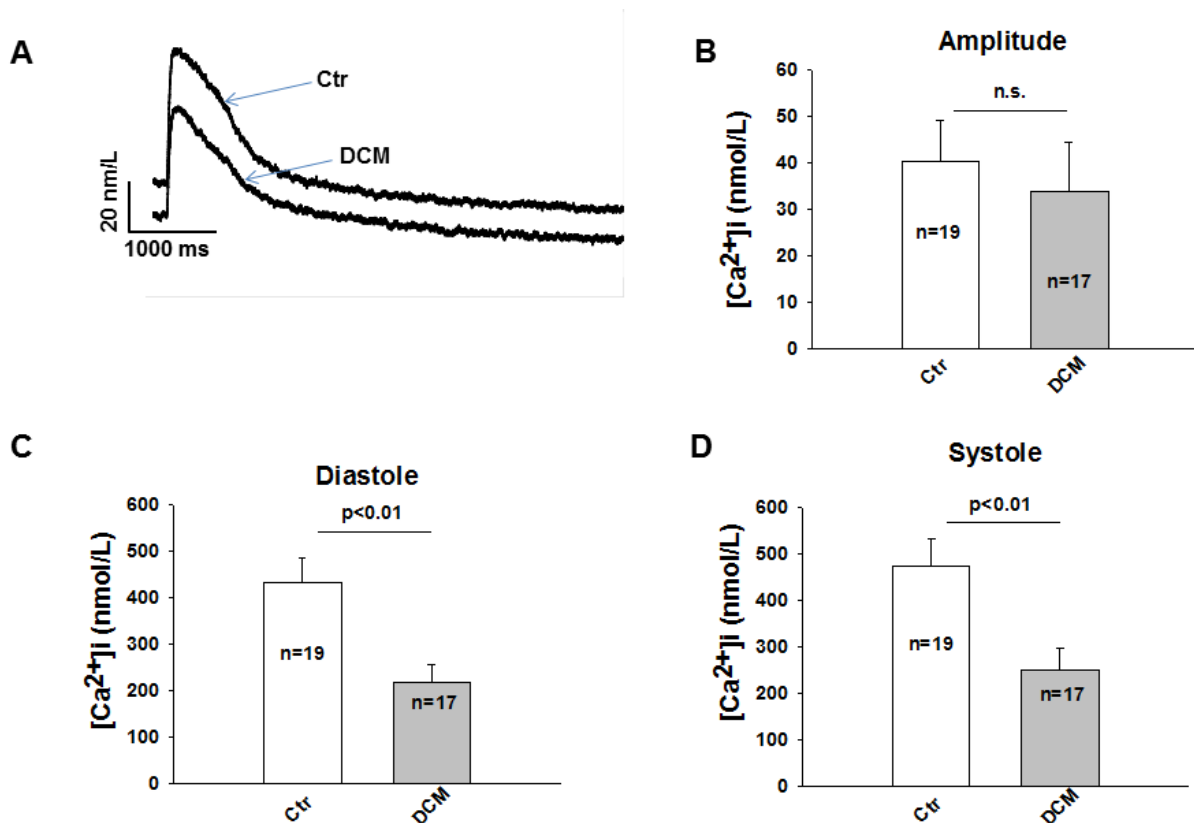 A
Ctr
DCM
20 nm/L
1000 ms
B
Amplitude
[Ca2+]i (nmol/L)
60
50
40
30
20
10
0
n.s.
n=19
n=17
Ctr
DCM
C
Diastole
[Ca2+]i (nmol/L)
600
500
400
300
200
100
0
p<0.01
n=19
n=17
Ctr
DCM
D
Systole
[Ca2+]i (nmol/L)
600
500
400
300
200
100
0
p<0.01
n=19
n=17
Ctr
DCM